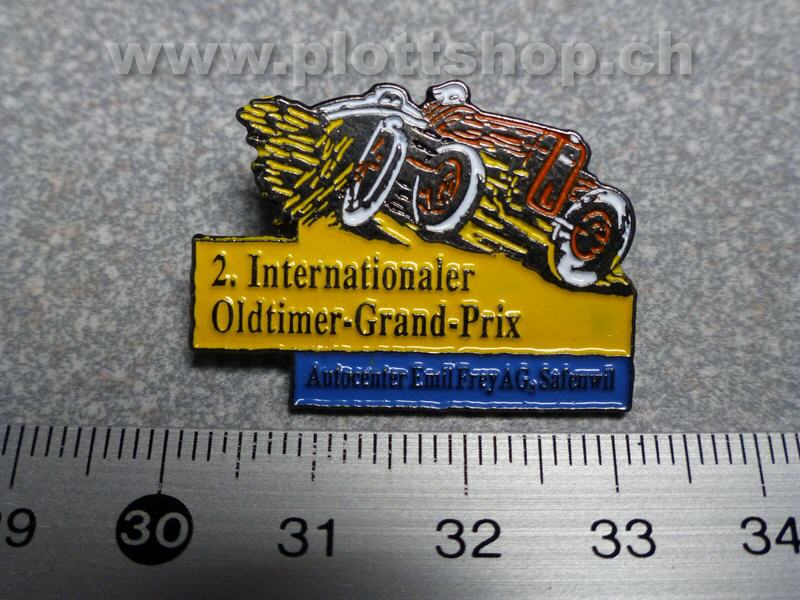 www.plottshop.ch
2. Internationaler
Oldtimer-Grand-Prix
Autocenter Emil Frey AG, Safenwil
29 30 31 32 33 34